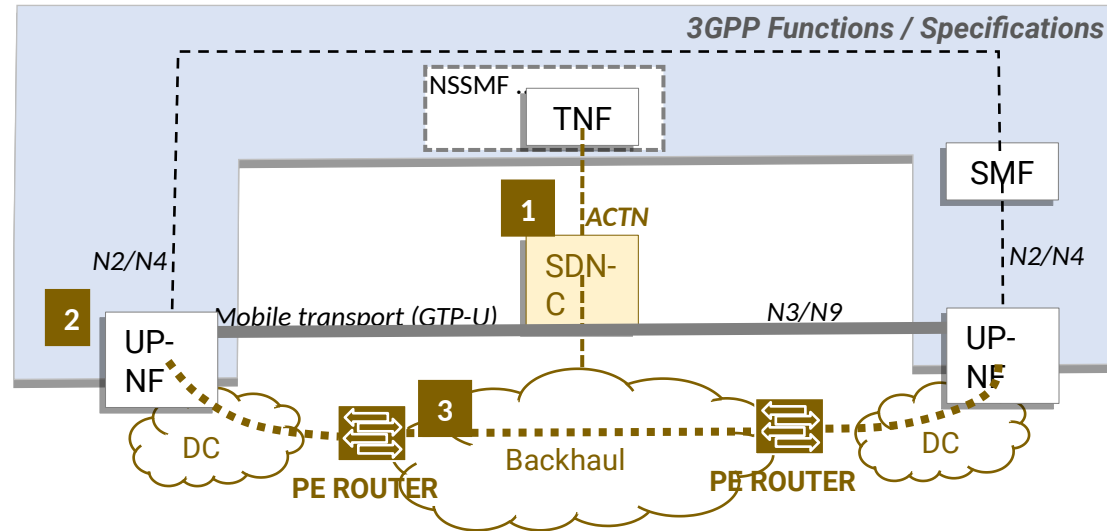 3GPP Functions / Specifications
NSSMF ..
TNF
SMF
1
ACTN
SDN-
C
N2/N4
N2/N4
2
Mobile transport (GTP-U)
N3/N9
UP-
NF
UP-
NF
3
DC
Backhaul
DC
PE ROUTER
PE ROUTER